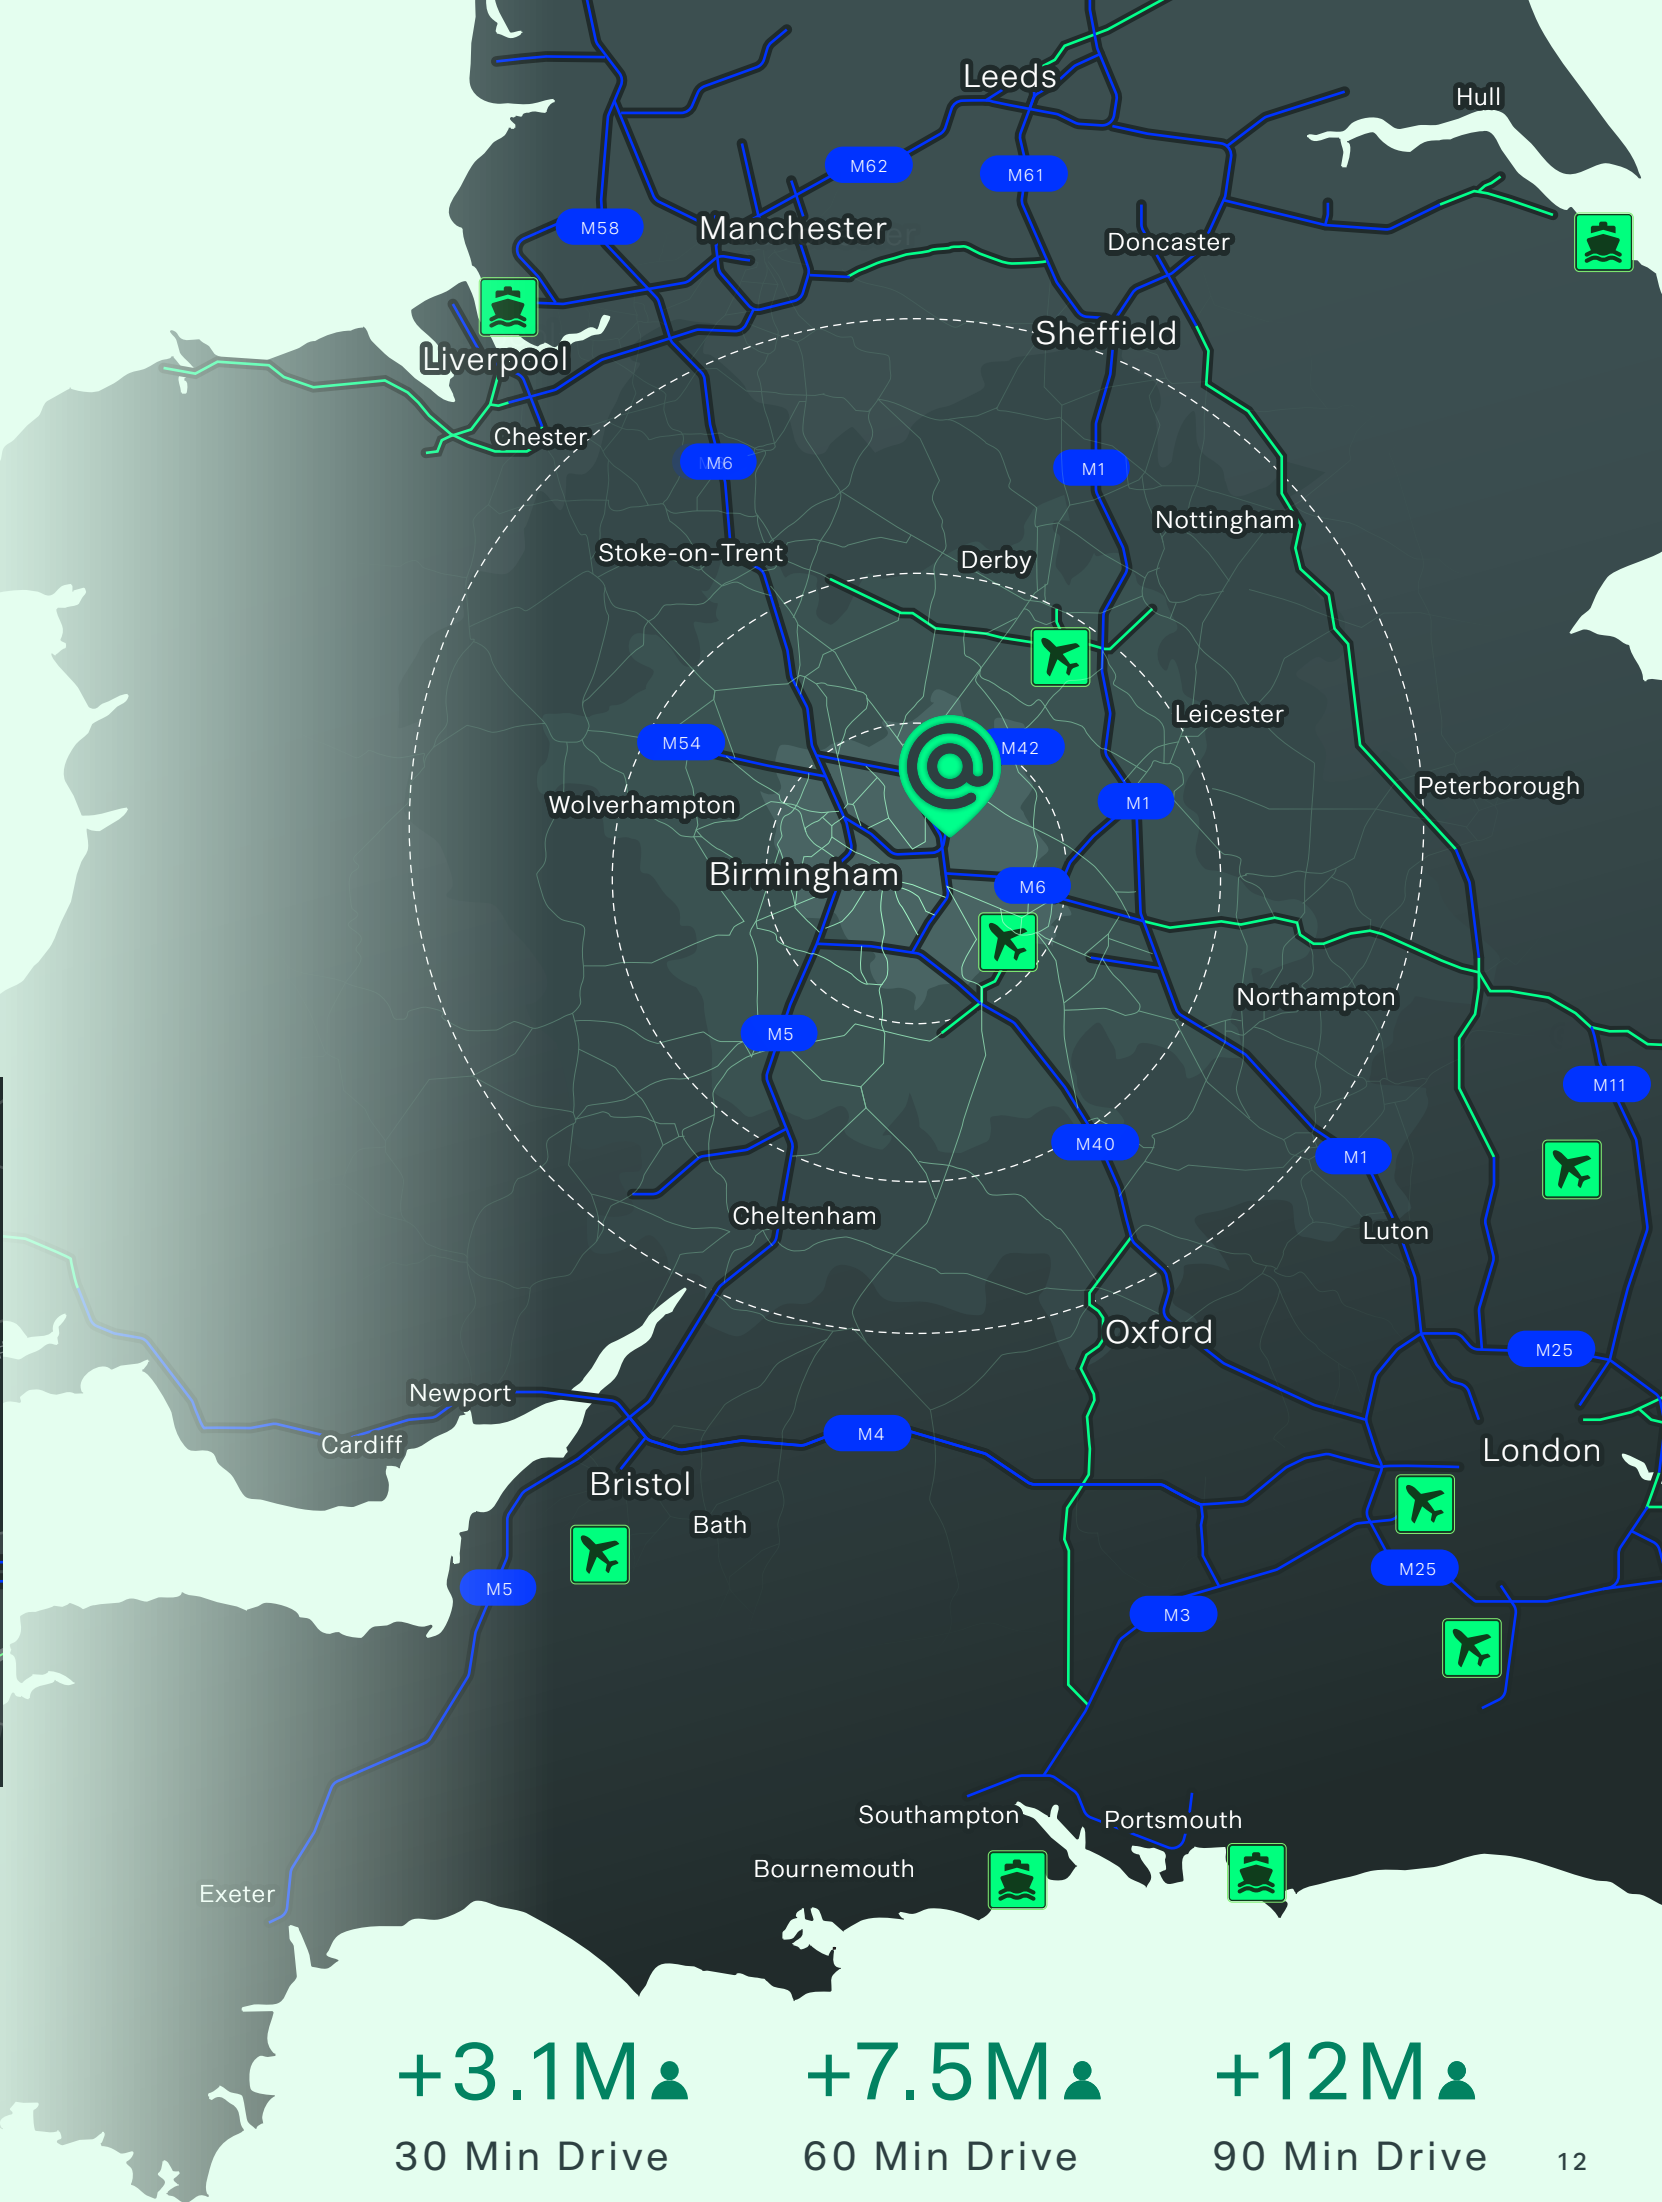 Leeds
Hull
M62
M61
M58
Manchester
Doncaster
Sheffield
Liverpool
Chester
M6
M1
Nottingham
Stoke-on-Trent
Derby
Leicester
M54
M42
Peterborough
Wolverhampton
M1
Birmingham
M6
Northampton
M5
M11
M40
M1
Cheltenham
Luton
Oxford
M25
Newport
M4
Cardiff
London
Bristol
Bath
M25
M5
M3
Southampton
Portsmouth
Bournemouth
Exeter
+3.1M
+7.5M
+12M
30 Min Drive
60 Min Drive
90 Min Drive
12